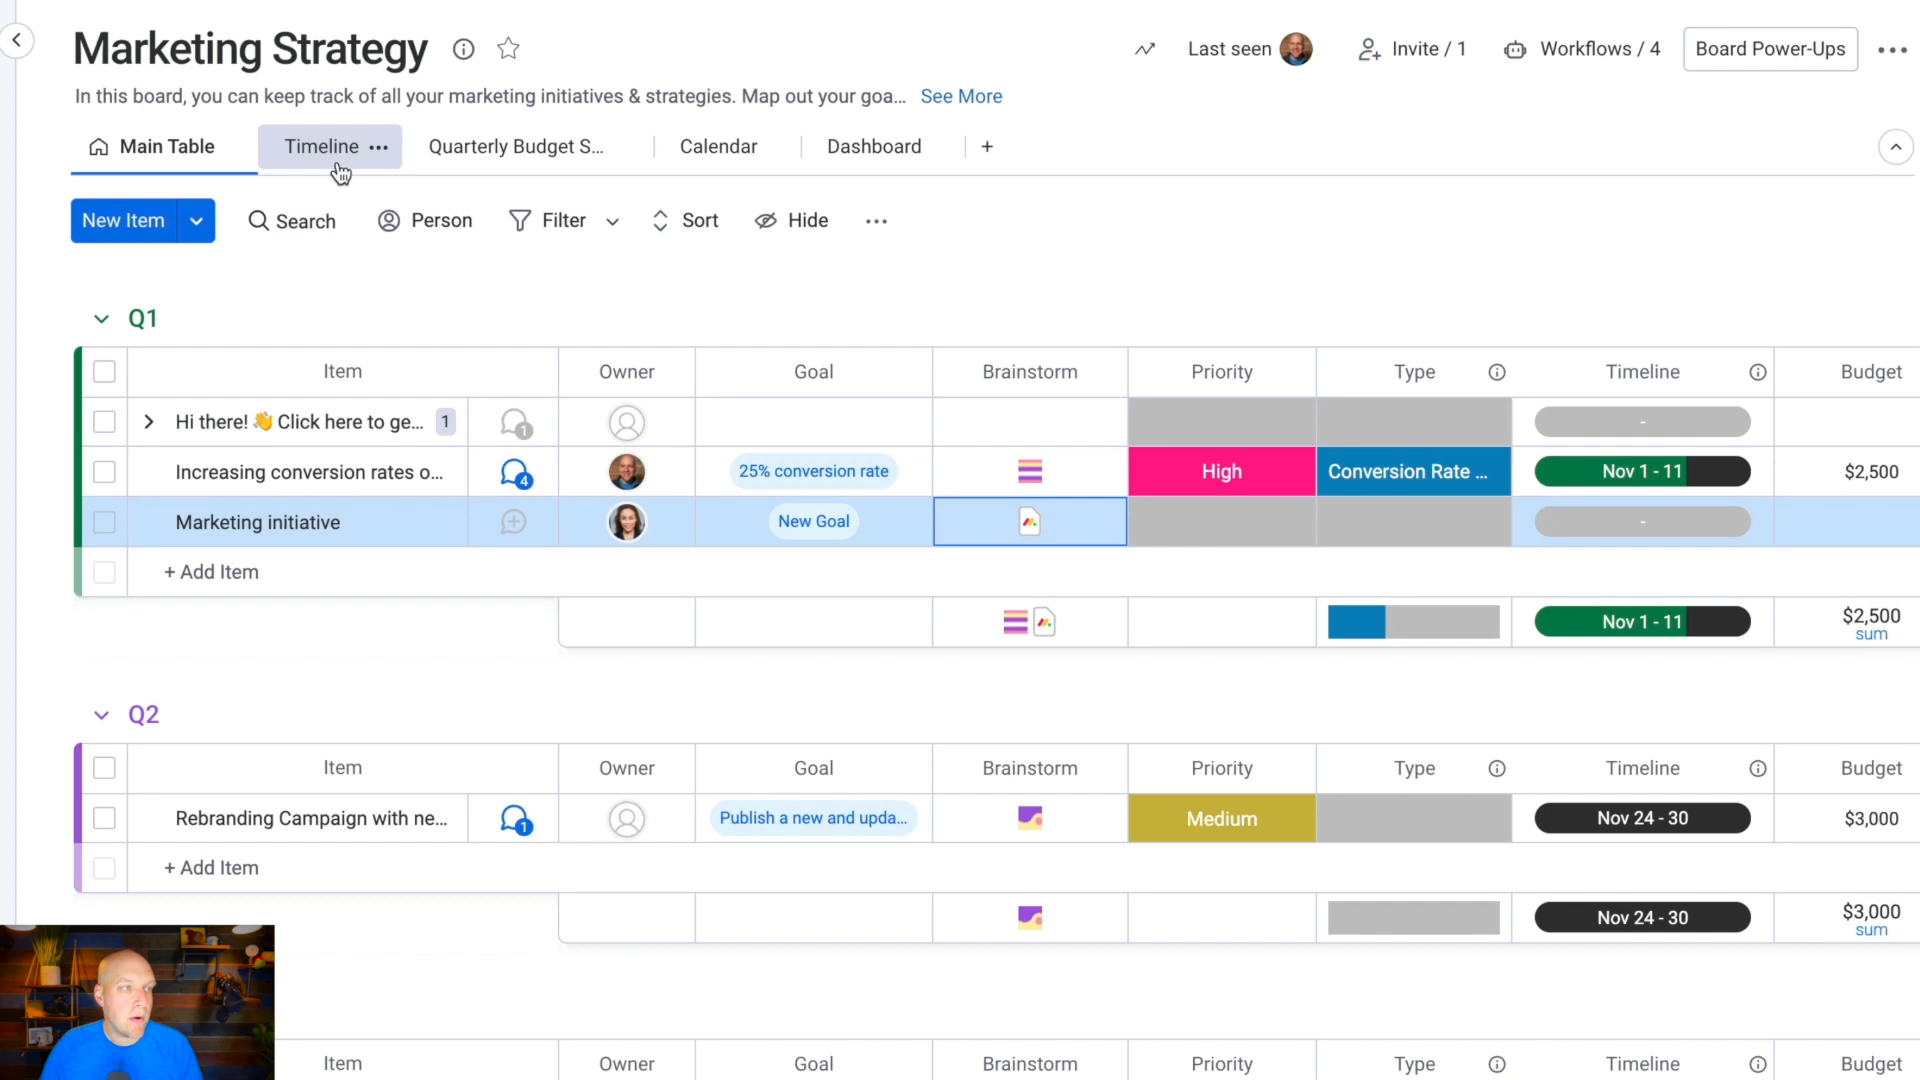 Marketing Strategy
Last seen
Invite / 1
Workflows / 4
Board Power-Ups
In this board, you can keep track of all your marketing initiatives & strategies. Map out your goa... See More
Main Table
Timeline
Quarterly Budget S...
Calendar
Dashboard
+
New Item
Search
Person
Filter
Sort
Hide
Q1
Item Owner Goal Brainstorm Priority Type Timeline Budget
Hi there! 👋 Click here to ge... 1 1 -
Increasing conversion rates o... 4 25% conversion rate High Conversion Rate ... Nov 1 - 11 $2,500
Marketing initiative New Goal -
+ Add Item
Nov 1 - 11 $2,500
sum
Q2
Item Owner Goal Brainstorm Priority Type Timeline Budget
Rebranding Campaign with ne... 1 Publish a new and upda... Medium Nov 24 - 30 $3,000
+ Add Item
Nov 24 - 30 $3,000
sum
Item Owner Goal Brainstorm Priority Type Timeline Budget